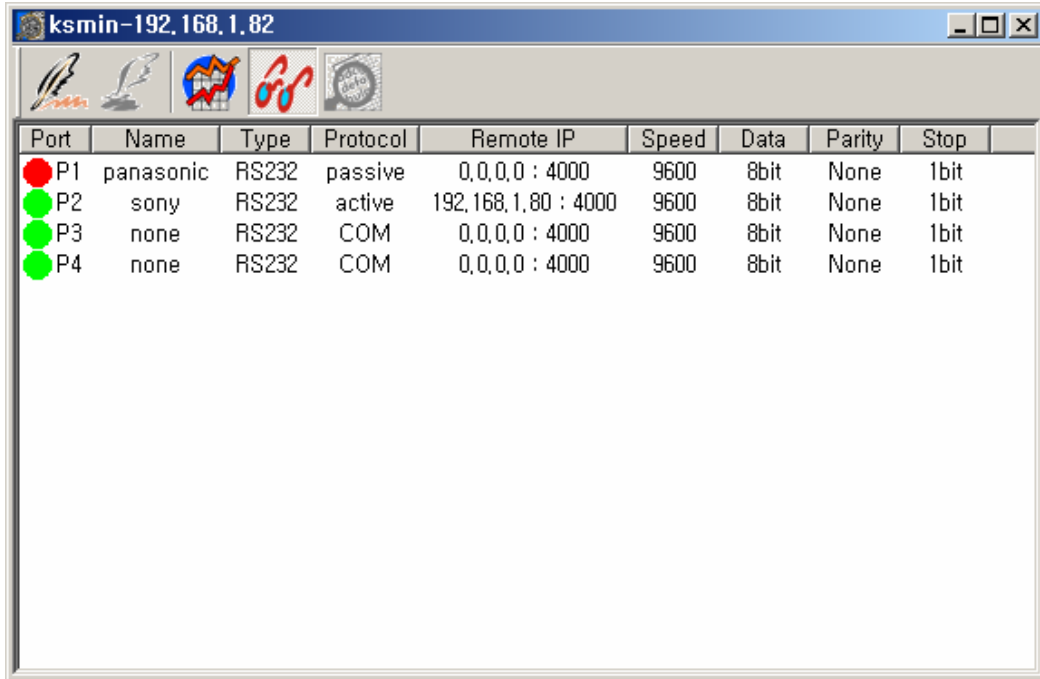 ksmin-192,168,1,82
Port Name Type Protocol Remote IP Speed Data Parity Stop
P1 panasonic RS232 passive 0,0,0,0 : 4000 9600 8bit None 1bit
P2 sony RS232 active 192,168,1,80 : 4000 9600 8bit None 1bit
P3 none RS232 COM 0,0,0,0 : 4000 9600 8bit None 1bit
P4 none RS232 COM 0,0,0,0 : 4000 9600 8bit None 1bit